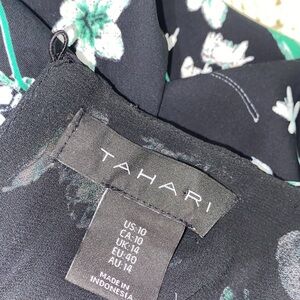 TAHARI
US:10
CA:10
UK:14
EU:40
AU:14
MADE IN
INDONESIA